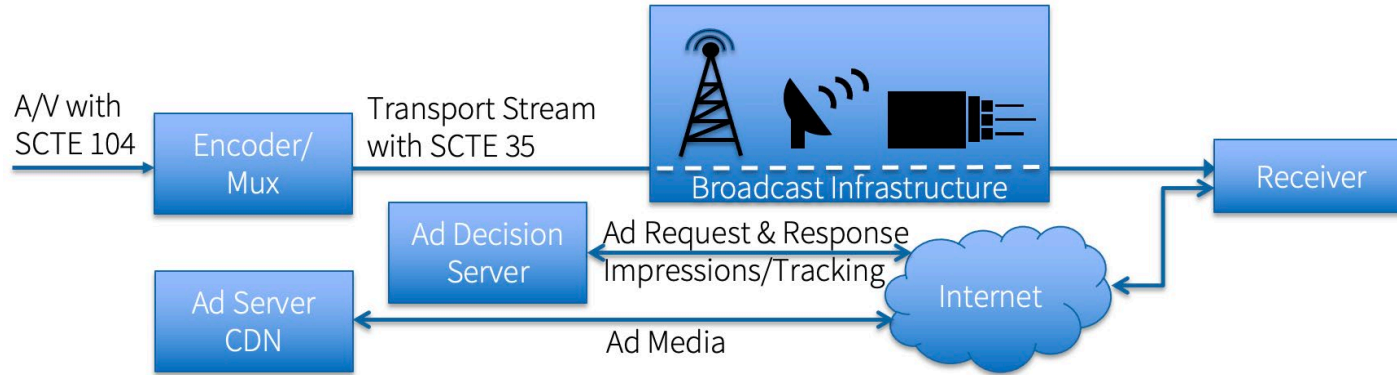 A/V with
SCTE 104
Encoder/
Mux
Transport Stream
with SCTE 35
Broadcast Infrastructure
Receiver
Ad Decision
Server
Ad Request & Response
Impressions/Tracking
Internet
Ad Server
CDN
Ad Media